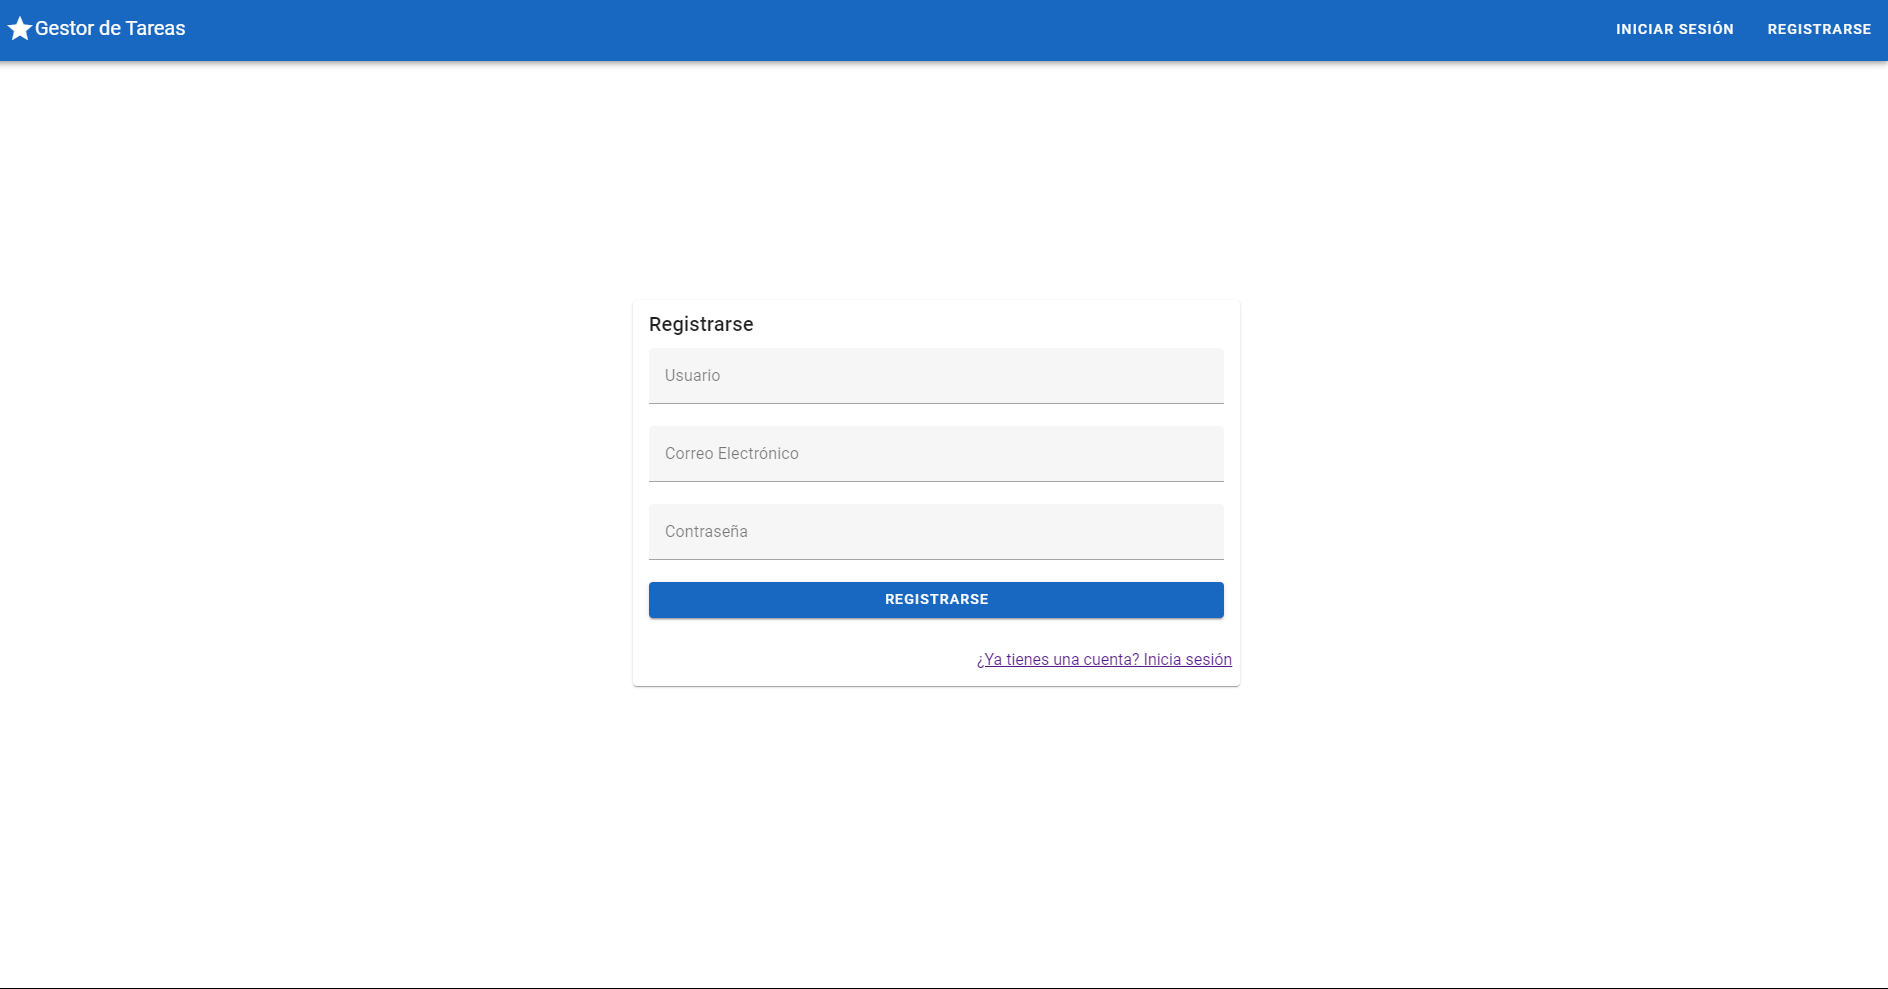 Gestor de Tareas
INICIAR SESIÓN
REGISTRARSE
Registrarse
Usuario
Correo Electrónico
Contraseña
REGISTRARSE
¿Ya tienes una cuenta? Inicia sesión